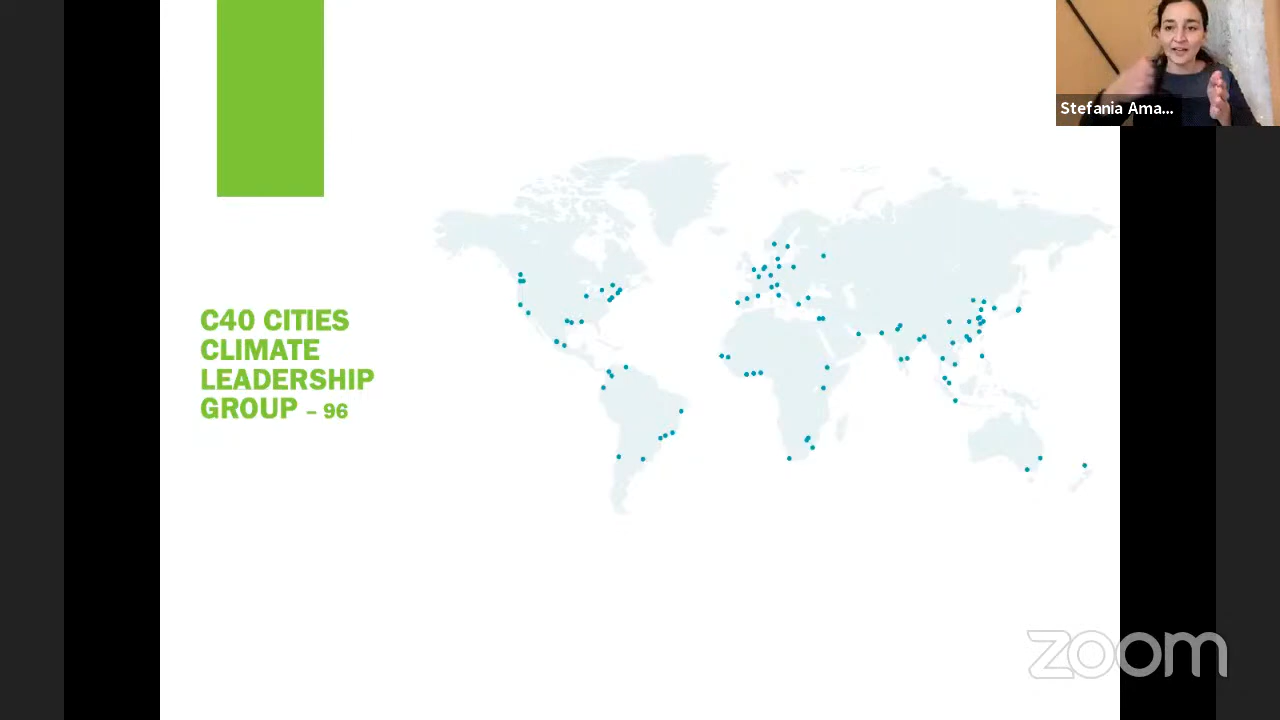 Stefania Ama...
C40 CITIES
CLIMATE
LEADERSHIP
GROUP – 96
zoom